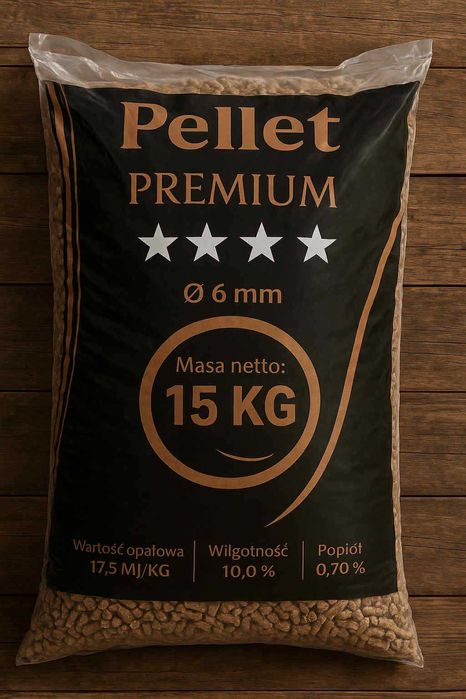 Pellet
PREMIUM
Ø 6 mm
Masa netto:
15 KG
Wartość opałowa
17,5 MJ/KG
Wilgotność
10,0 %
Popiół
0,70 %